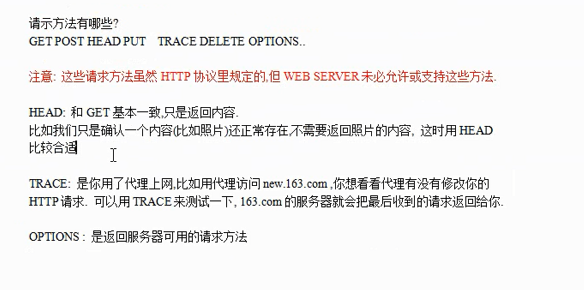 请示方法有哪些?
GET POST HEAD PUT TRACE DELETE OPTIONS..
注意: 这些请求方法虽然 HTTP 协议里规定的,但 WEB SERVER 未必允许或支持这些方法.
HEAD: 和 GET 基本一致,只是返回内容.
比如我们只是确认一个内容(比如照片)还正常存在,不需要返回照片的内容, 这时用 HEAD
比较合适
TRACE: 是你用了代理上网,比如用代理访问 new.163.com ,你想看看代理有没有修改你的
HTTP 请求. 可以用 TRACE 来测试一下, 163.com 的服务器就会把最后收到的请求返回给你.
OPTIONS : 是返回服务器可用的请求方法